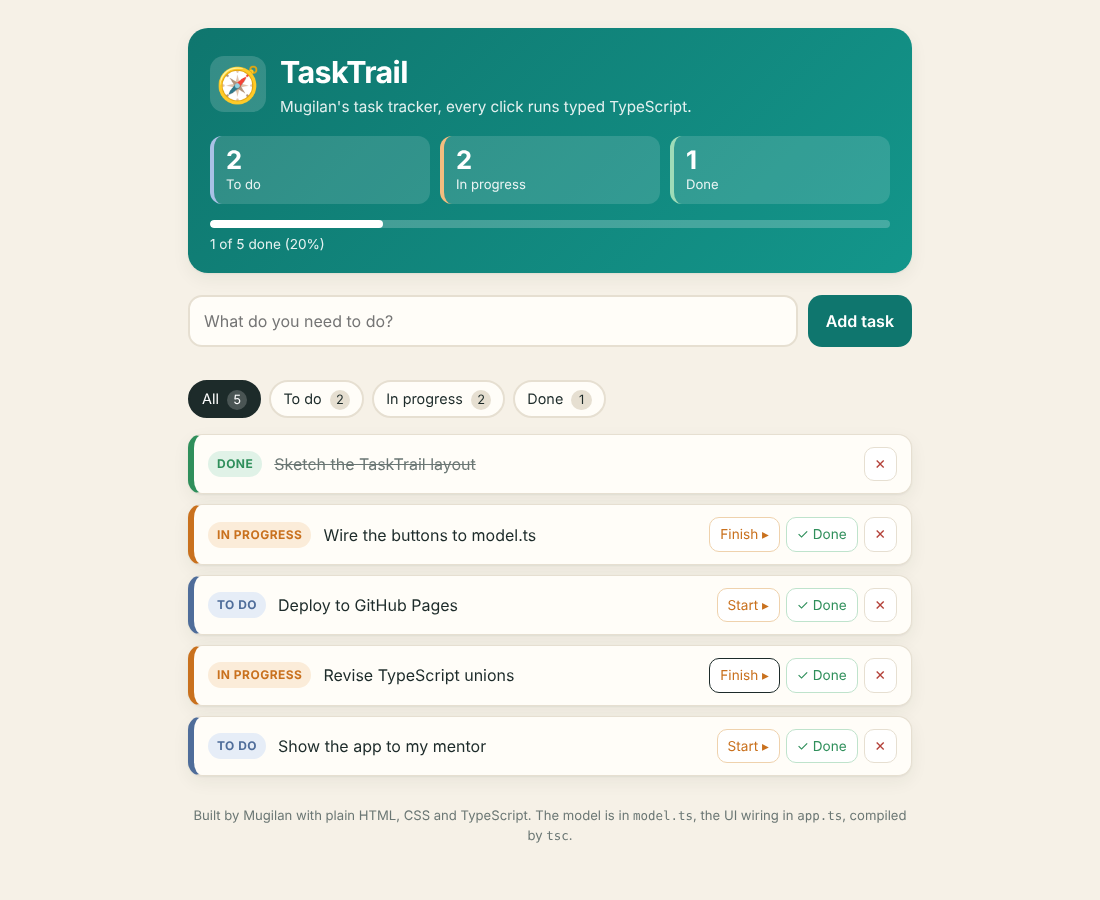 TaskTrail
Mugilan's task tracker, every click runs typed TypeScript.
2
To do
2
In progress
1
Done
1 of 5 done (20%)
What do you need to do?
Add task
All 5
To do 2
In progress 2
Done 1
DONE Sketch the TaskTrail layout ✕
IN PROGRESS Wire the buttons to model.ts Finish ▸ ✓ Done ✕
TO DO Deploy to GitHub Pages Start ▸ ✓ Done ✕
IN PROGRESS Revise TypeScript unions Finish ▸ ✓ Done ✕
TO DO Show the app to my mentor Start ▸ ✓ Done ✕
Built by Mugilan with plain HTML, CSS and TypeScript. The model is in model.ts, the UI wiring in app.ts, compiled
by tsc.